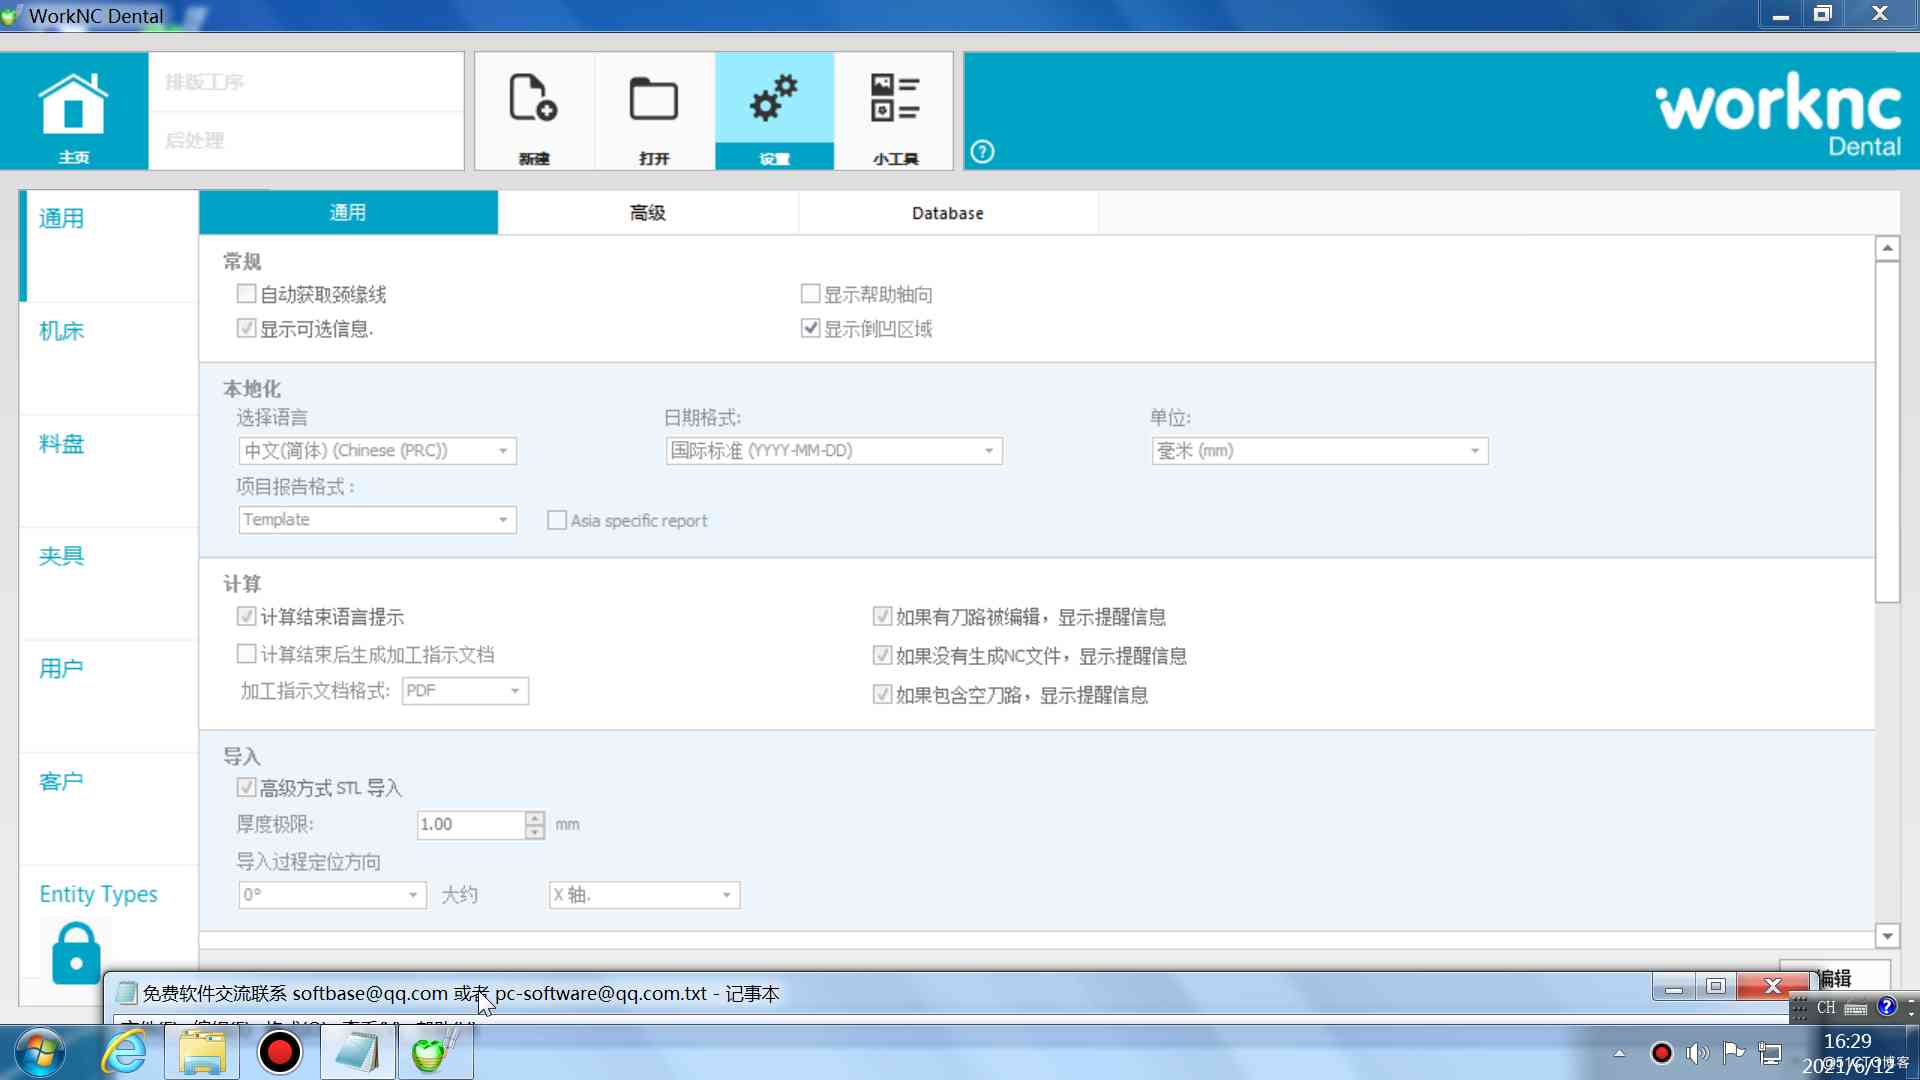 WorkNC Dental
排版工序
后处理
主页
新建
打开
设置
小工具
worknc
Dental
通用
机床
料盘
夹具
用户
客户
Entity Types
通用
高级
Database
常规
自动获取颈缘线
显示帮助轴向
显示可选信息.
显示倒凹区域
本地化
选择语言
日期格式:
单位:
中文(简体) (Chinese (PRC))
国际标准 (YYYY-MM-DD)
毫米 (mm)
项目报告格式 :
Template
Asia specific report
计算
计算结束语言提示
如果有刀路被编辑，显示提醒信息
计算结束后生成加工指示文档
如果没有生成NC文件，显示提醒信息
加工指示文档格式:
PDF
如果包含空刀路，显示提醒信息
导入
高级方式 STL 导入
厚度极限:
1.00
mm
导入过程定位方向
0°
大约
X 轴.
编辑
免费软件交流联系 softbase@qq.com 或者 pc-software@qq.com.txt - 记事本
CH
16:29
2021/6/12
@51CTO博客